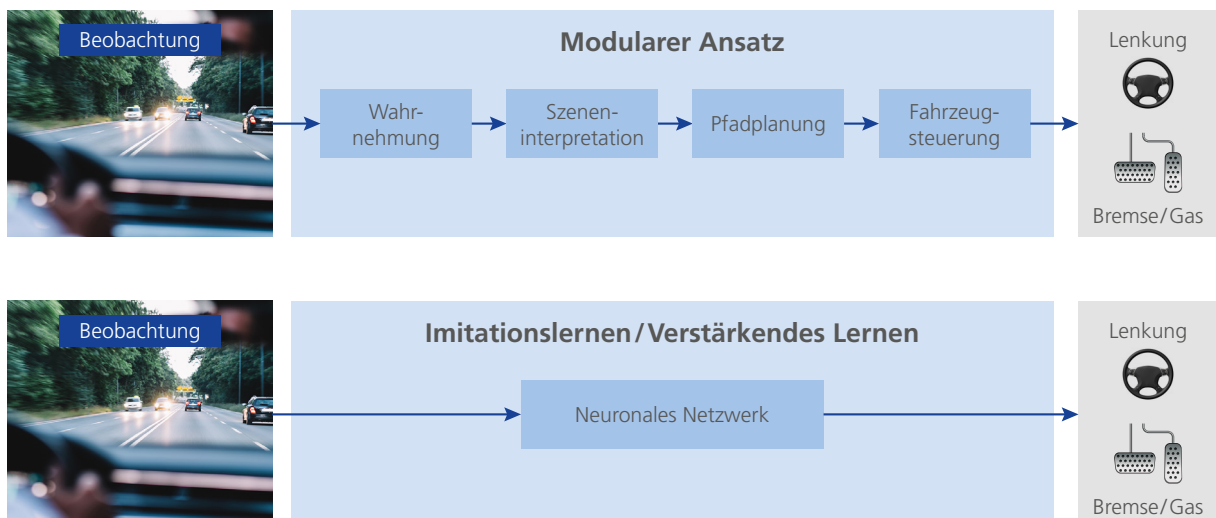 Beobachtung
Modularer Ansatz
Wahr-
nehmung
Szenen-
interpretation
Pfadplanung
Fahrzeug-
steuerung
Lenkung
Bremse/Gas
Beobachtung
Imitationslernen/Verstärkendes Lernen
Neuronales Netzwerk
Lenkung
Bremse/Gas